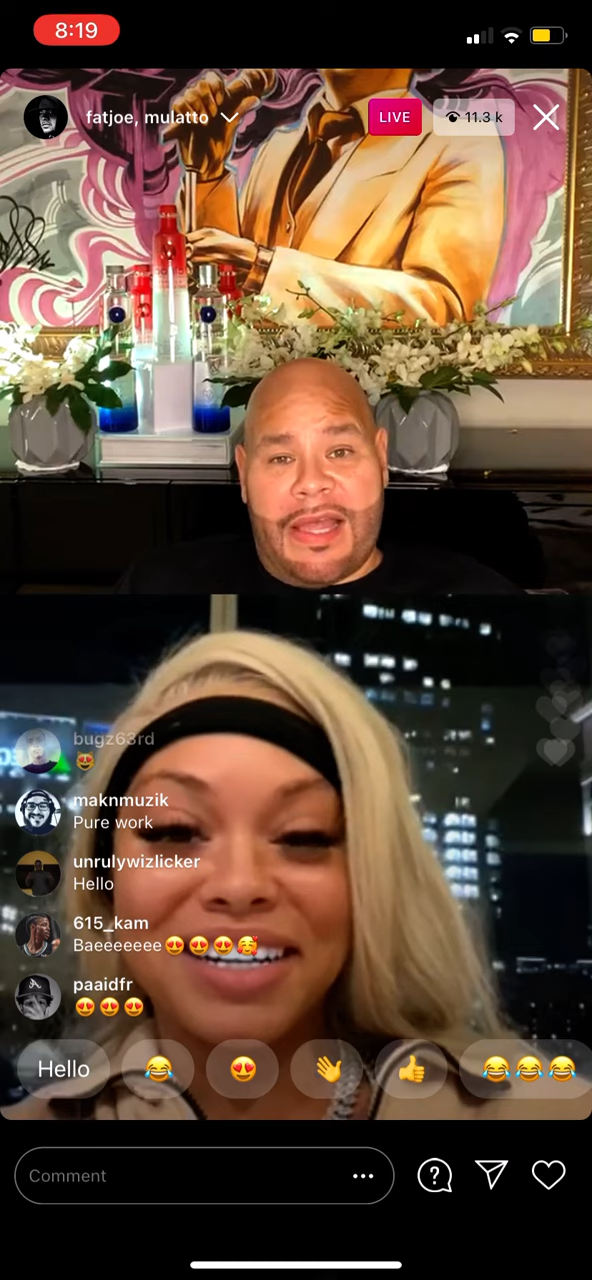 8:19
fatjoe, mulatto
LIVE
11.3 k
bugz63rd
😻
maknmuzik
Pure work
unrulywizlicker
Hello
615_kam
Baeeeeeee😍😍😍🥰
paaidfr
😍😍😍
Hello 😂 😍 👋 👍 😂😂😂
Comment